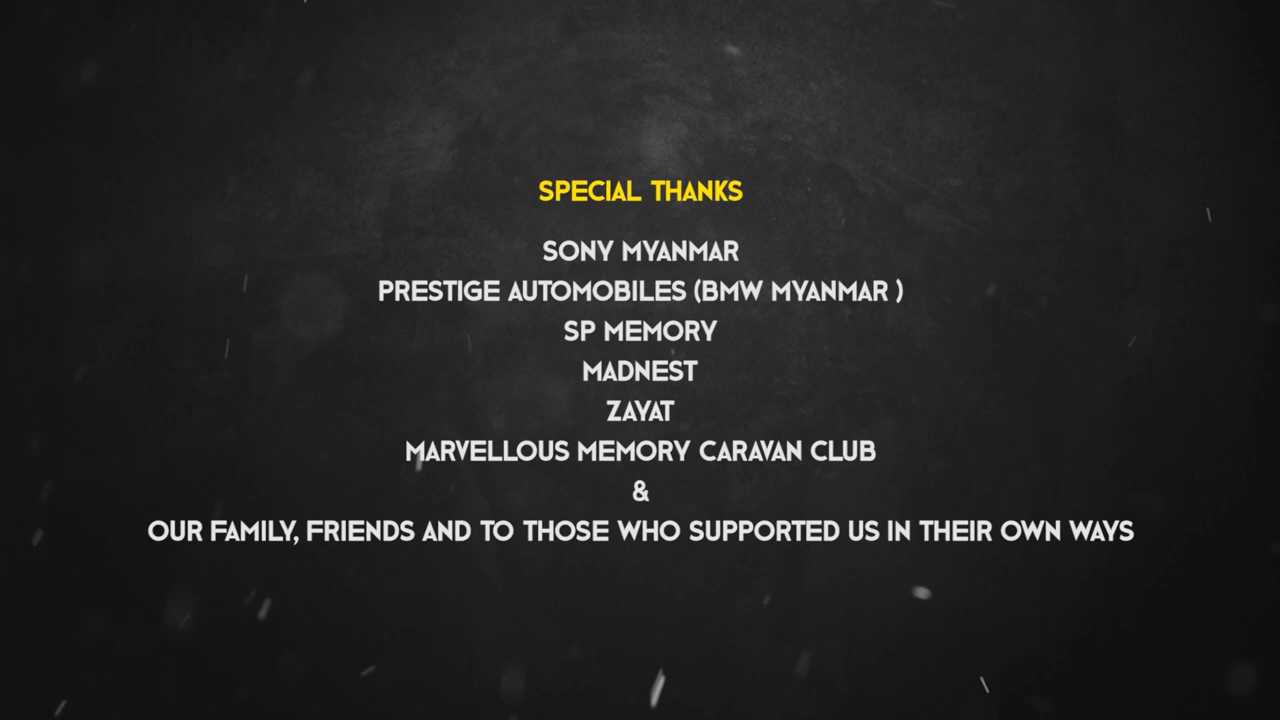 SPECIAL THANKS
SONY MYANMAR
PRESTIGE AUTOMOBILES (BMW MYANMAR )
SP MEMORY
MADNEST
ZAYAT
MARVELLOUS MEMORY CARAVAN CLUB
&
OUR FAMILY, FRIENDS AND TO THOSE WHO SUPPORTED US IN THEIR OWN WAYS